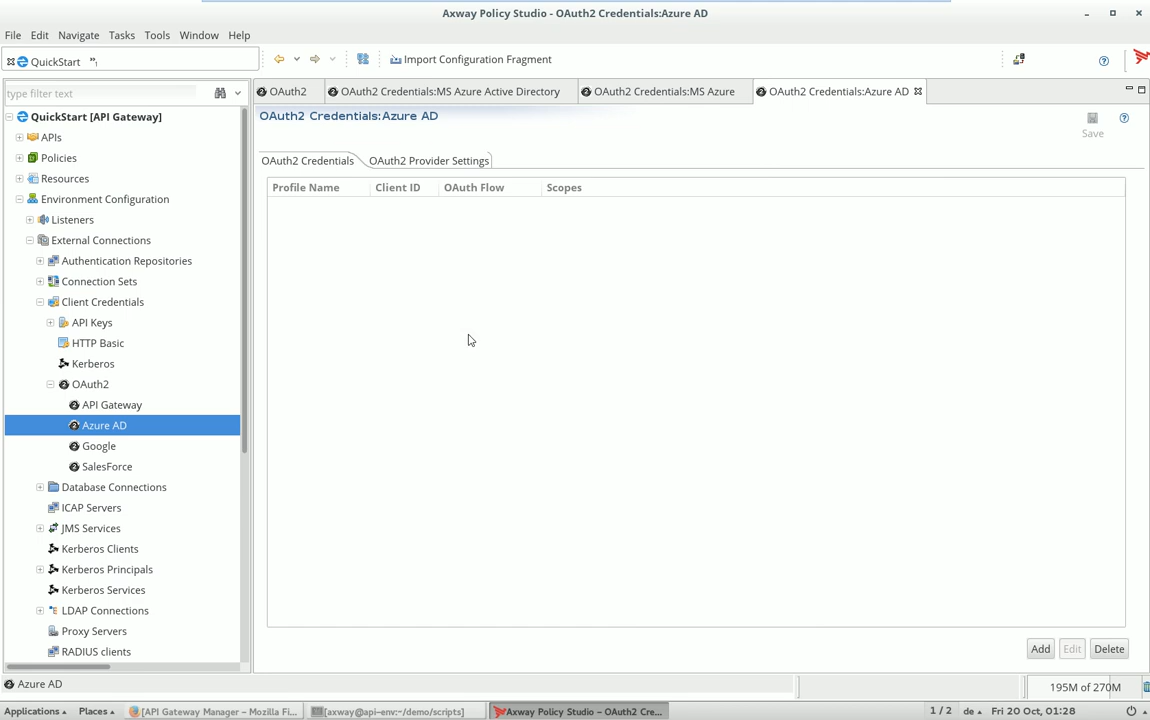 Axway Policy Studio - OAuth2 Credentials:Azure AD
File Edit Navigate Tasks Tools Window Help
QuickStart
Import Configuration Fragment
type filter text
OAuth2
OAuth2 Credentials:MS Azure Active Directory
OAuth2 Credentials:MS Azure
OAuth2 Credentials:Azure AD
OAuth2 Credentials:Azure AD
Save
OAuth2 Credentials
OAuth2 Provider Settings
Profile Name
Client ID
OAuth Flow
Scopes
QuickStart [API Gateway]
APIs
Policies
Resources
Environment Configuration
Listeners
External Connections
Authentication Repositories
Connection Sets
Client Credentials
API Keys
HTTP Basic
Kerberos
OAuth2
API Gateway
Azure AD
Google
SalesForce
Database Connections
ICAP Servers
JMS Services
Kerberos Clients
Kerberos Principals
Kerberos Services
LDAP Connections
Proxy Servers
RADIUS clients
Add
Edit
Delete
Azure AD
195M of 270M
Applications
Places
[API Gateway Manager – Mozilla Fi...
[axway@api-env:~/demo/scripts]
Axway Policy Studio – OAuth2 Cre...
1 / 2
de
Fri 20 Oct, 01:28